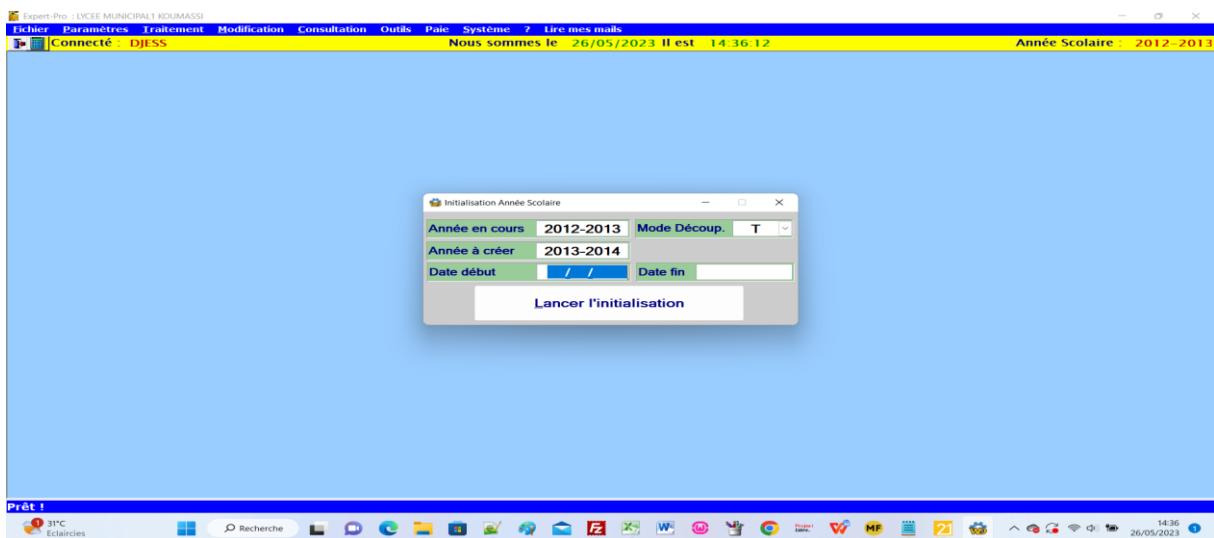 Expert-Pro : LYCEE MUNICIPAL1 KOUMASSI
Fichier Paramètres Traitement Modification Consultation Outils Paie Système ? Lire mes mails
Connecté : DJESS Nous sommes le 26/05/2023 Il est 14:36:12 Année Scolaire : 2012-2013
Initialisation Année Scolaire
Année en cours 2012-2013 Mode Découp. T
Année à créer 2013-2014
Date début / / Date fin
Lancer l'initialisation
Prêt !
31°C
Eclaircies
Recherche
14:36
26/05/2023